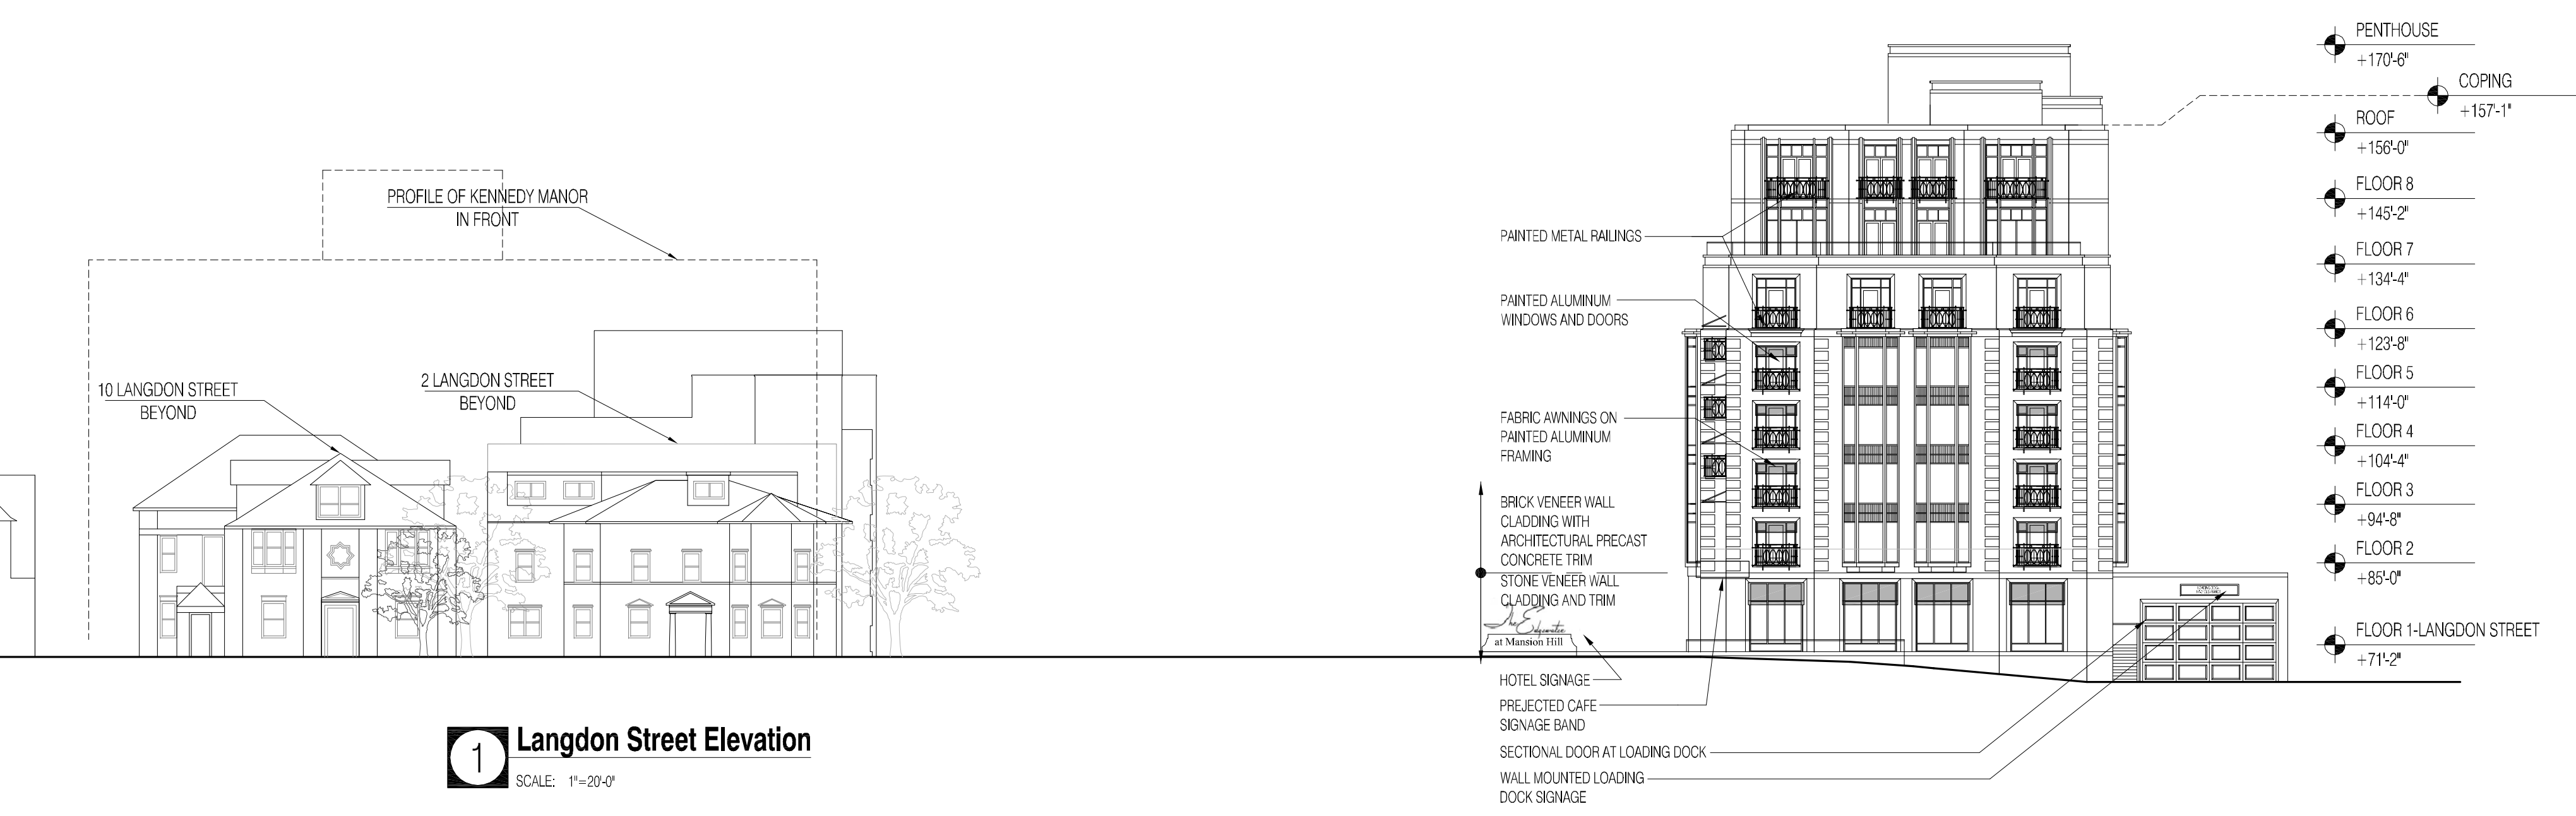 PENTHOUSE
+170'-6"
COPING
+157'-1"
ROOF
+156'-0"
FLOOR 8
+145'-2"
FLOOR 7
+134'-4"
FLOOR 6
+123'-8"
FLOOR 5
+114'-0"
FLOOR 4
+104'-4"
FLOOR 3
+94'-8"
FLOOR 2
+85'-0"
FLOOR 1-LANGDON STREET
+71'-2"
PROFILE OF KENNEDY MANOR
IN FRONT
10 LANGDON STREET
BEYOND
2 LANGDON STREET
BEYOND
PAINTED METAL RAILINGS
PAINTED ALUMINUM
WINDOWS AND DOORS
FABRIC AWNINGS ON
PAINTED ALUMINUM
FRAMING
BRICK VENEER WALL
CLADDING WITH
ARCHITECTURAL PRECAST
CONCRETE TRIM
STONE VENEER WALL
CLADDING AND TRIM
The Edgewater
at Mansion Hill
HOTEL SIGNAGE
PREJECTED CAFE
SIGNAGE BAND
SECTIONAL DOOR AT LOADING DOCK
WALL MOUNTED LOADING
DOCK SIGNAGE
1
Langdon Street Elevation
SCALE: 1"=20'-0"